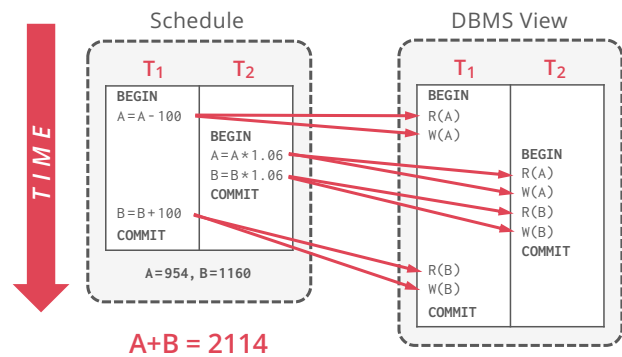 Schedule
DBMS View
TIME
T1
T2
BEGIN
A=A-100
BEGIN
A=A*1.06
B=B*1.06
COMMIT
B=B+100
COMMIT
A=954, B=1160
A+B = 2114
T1
T2
BEGIN
R(A)
W(A)
BEGIN
R(A)
W(A)
R(B)
W(B)
COMMIT
R(B)
W(B)
COMMIT